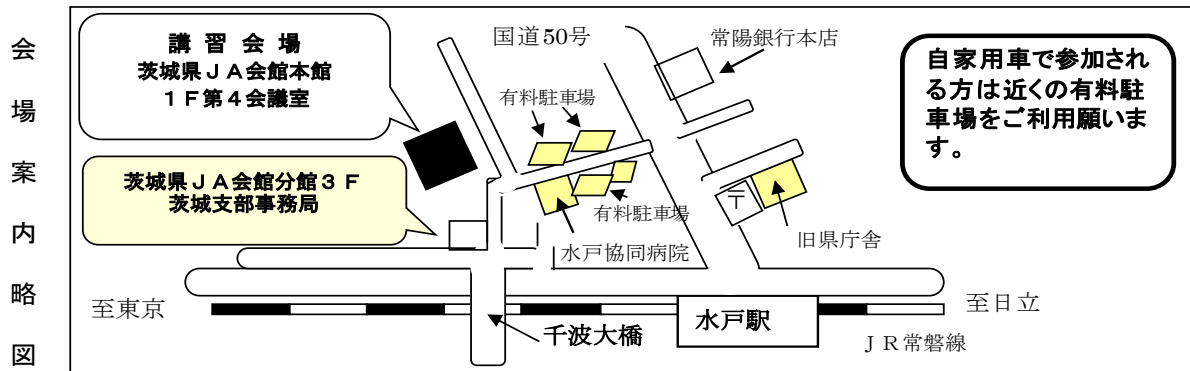 会場案内略図
講 習 会 場
茨城県ＪＡ会館本館
１Ｆ第４会議室
国道50号
常陽銀行本店
自家用車で参加され
る方は近くの有料駐
車場をご利用願いま
す。
有料駐車場
茨城県ＪＡ会館分館３Ｆ
茨城支部事務局
有料駐車場
〒
旧県庁舎
水戸協同病院
至東京
至日立
水戸駅
千波大橋
ＪＲ常磐線